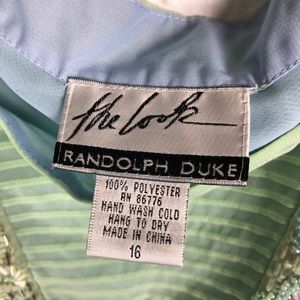 the look
RANDOLPH DUKE
100% POLYESTER
RN 86776
HAND WASH COLD
HANG TO DRY
MADE IN CHINA
16